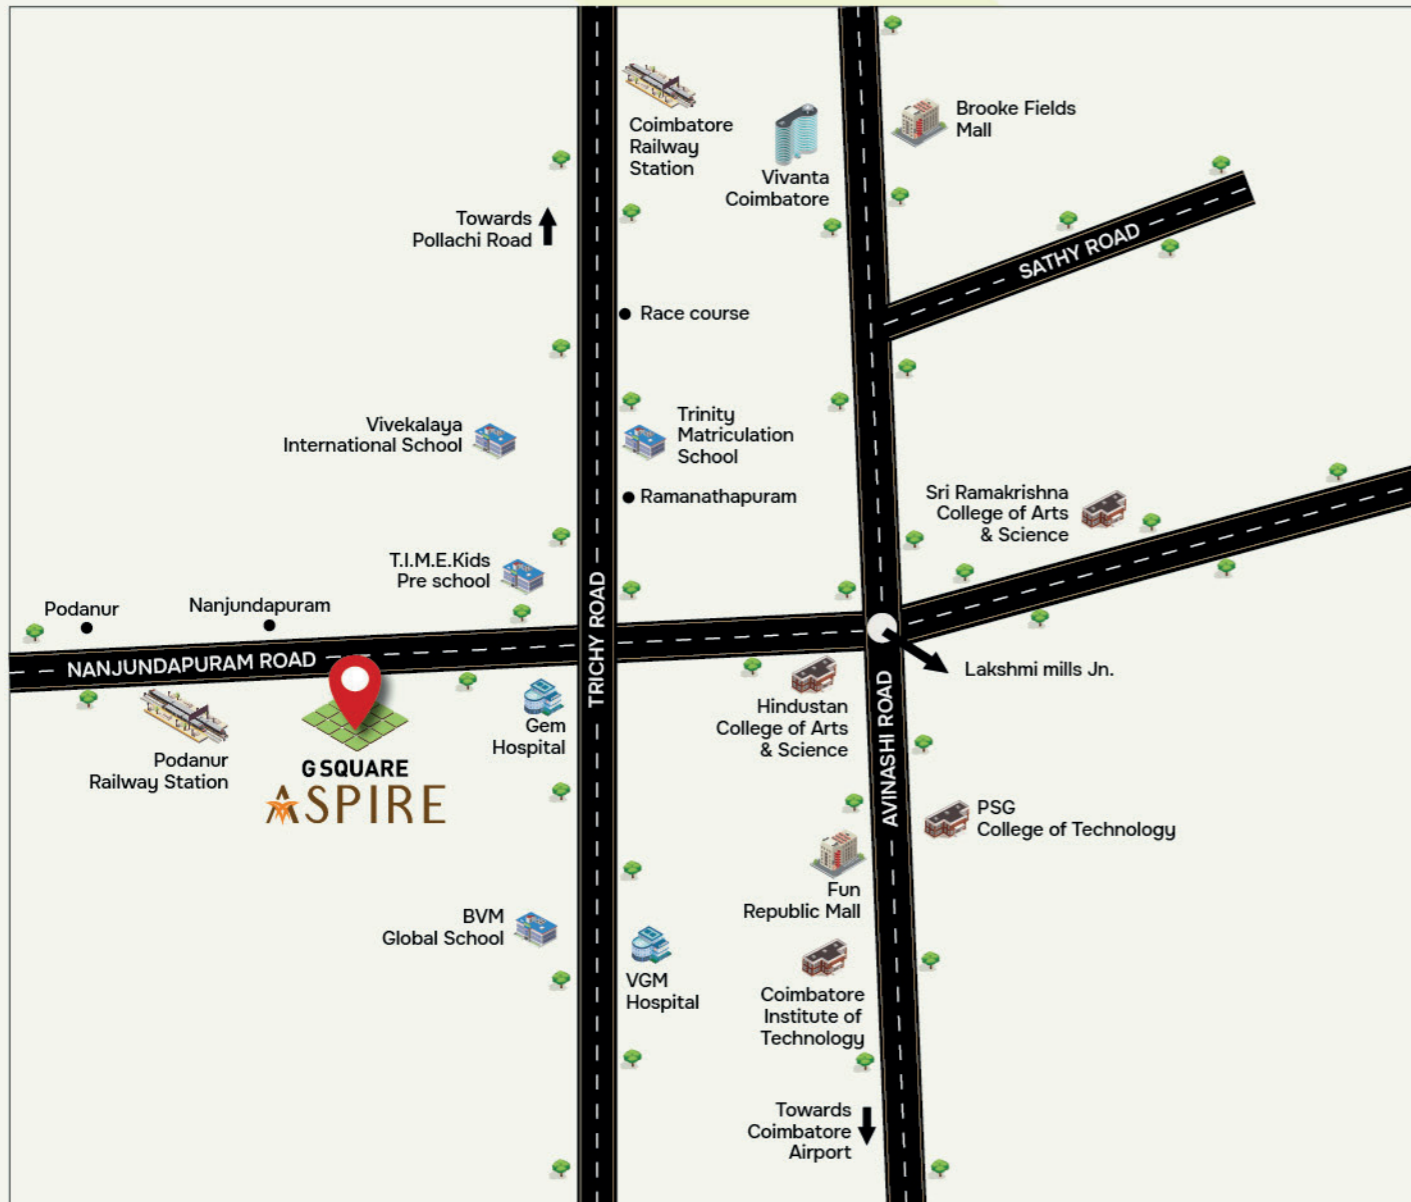 Coimbatore
Railway
Station
Vivanta
Coimbatore
Brooke Fields
Mall
Towards
Pollachi Road
SATHY ROAD
Race course
Vivekalaya
International School
Trinity
Matriculation
School
Ramanathapuram
Sri Ramakrishna
College of Arts
& Science
T.I.M.E.Kids
Pre school
Podanur
Nanjundapuram
NANJUNDAPURAM ROAD
TRICHY ROAD
Lakshmi mills Jn.
AVINASHI ROAD
Podanur
Railway Station
G SQUARE
ASPIRE
Gem
Hospital
Hindustan
College of Arts
& Science
PSG
College of Technology
Fun
Republic Mall
BVM
Global School
VGM
Hospital
Coimbatore
Institute of
Technology
Towards
Coimbatore
Airport